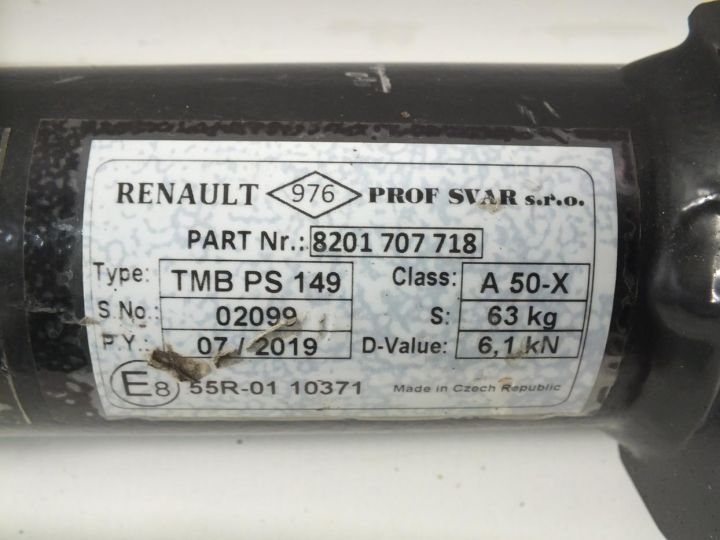 RENAULT 976 PROF SVAR s.r.o.
PART Nr.: 8201 707 718
Type: TMB PS 149 Class: A 50-X
S No.: 02099 S: 63 kg
P.Y.: 07/2019 D-Value: 6,1 kN
E8 55R-01 10371 Made in Czech Republic